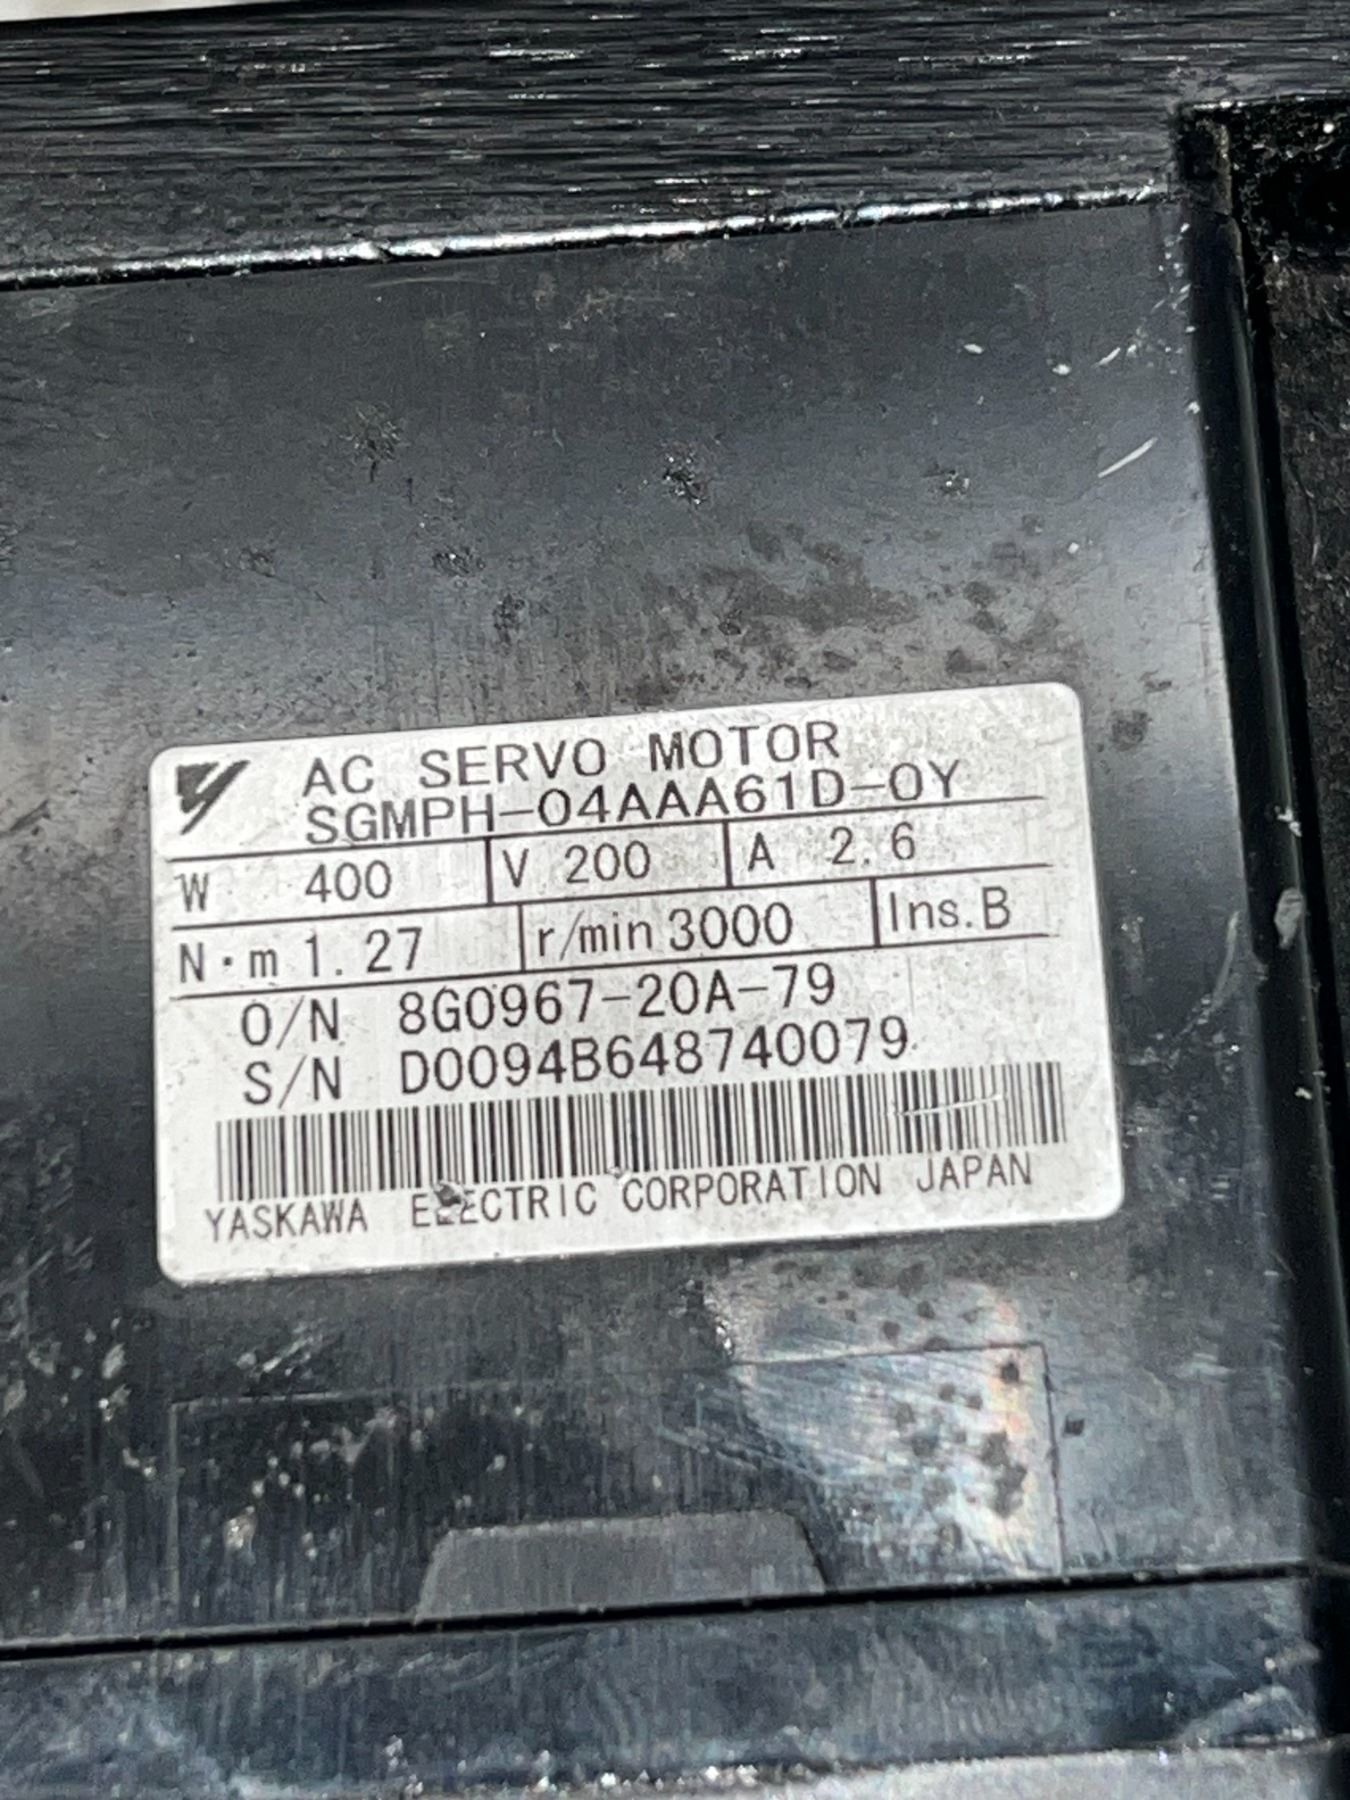 AC SERVO MOTOR
SGMPH-04AAA61D-0Y
W 400 V 200 A 2.6
N·m 1.27 r/min 3000 Ins. B
O/N 8G0967-20A-79
S/N D0094B648740079
YASKAWA ELECTRIC CORPORATION JAPAN